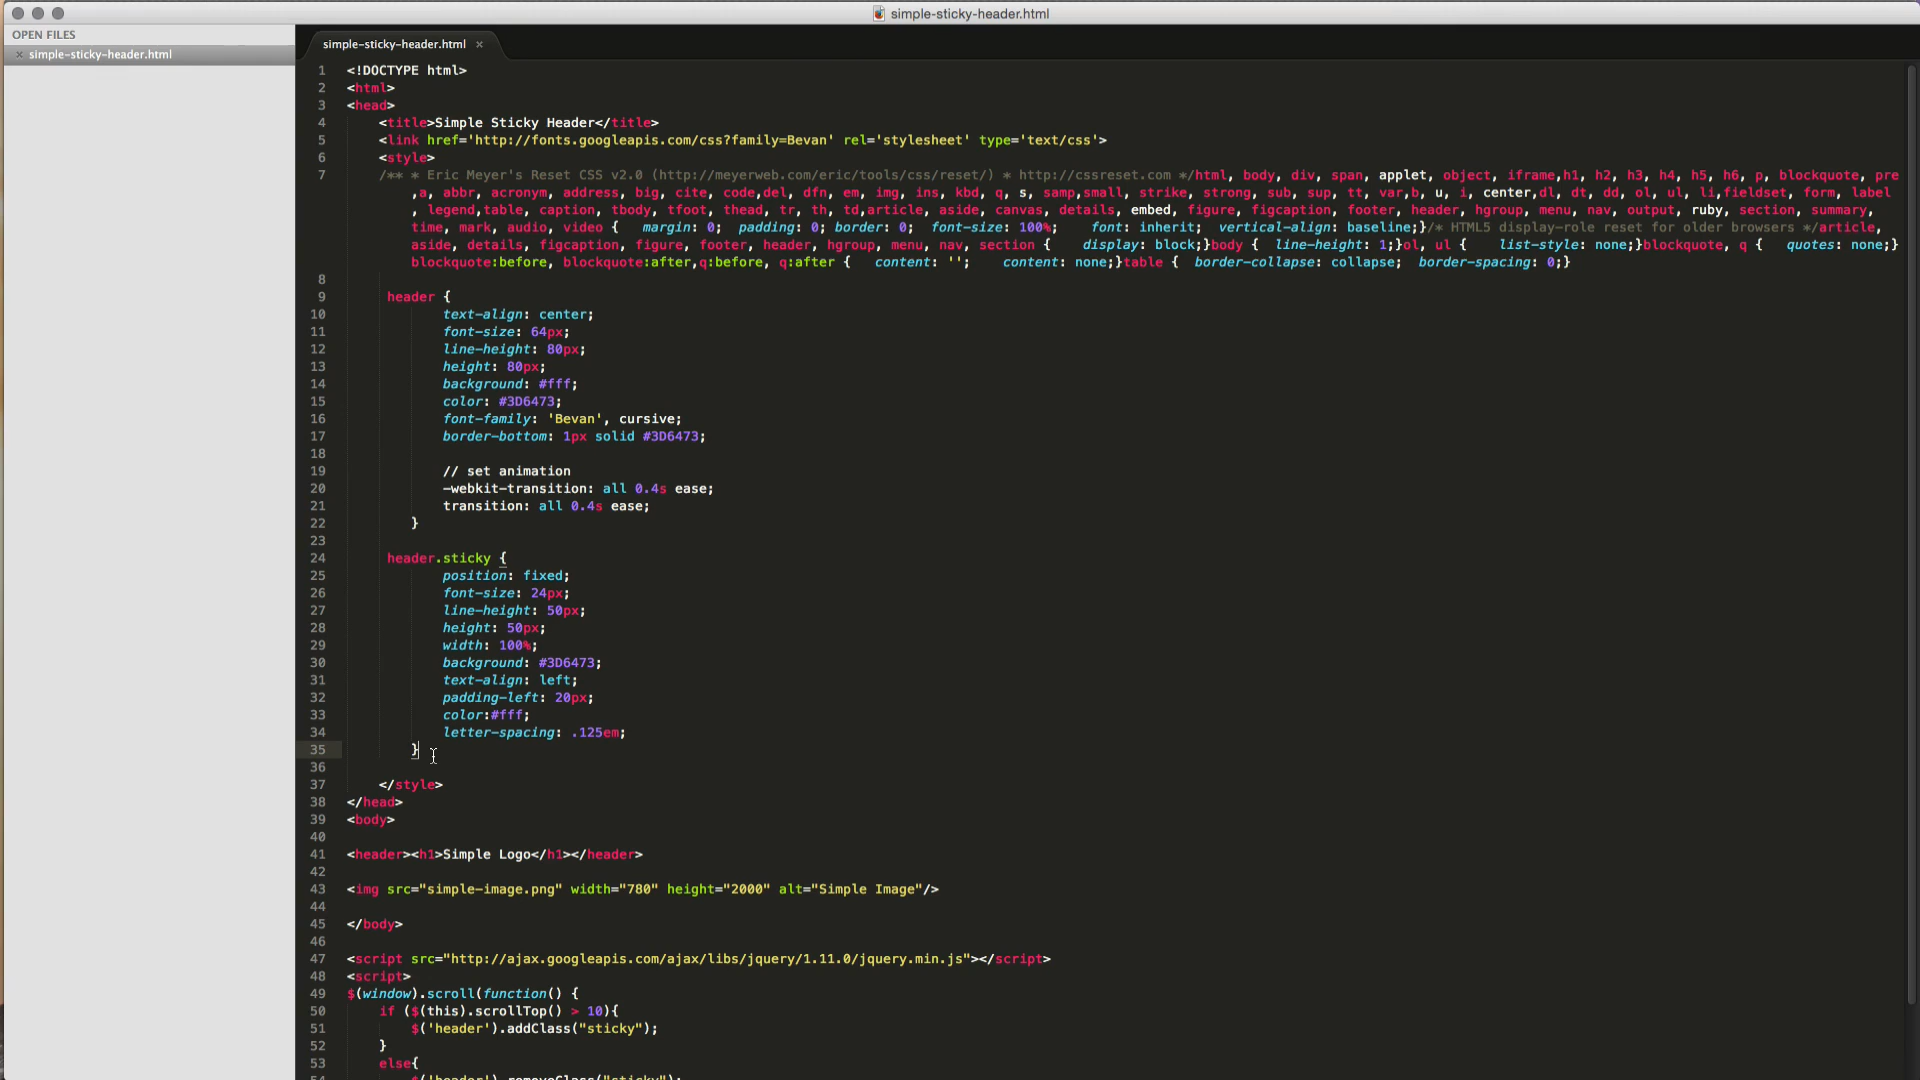 simple-sticky-header.html
OPEN FILES
× simple-sticky-header.html
simple-sticky-header.html ×
1 <!DOCTYPE html>
2 <html>
3 <head>
4 <title>Simple Sticky Header</title>
5 <link href='http://fonts.googleapis.com/css?family=Bevan' rel='stylesheet' type='text/css'>
6 <style>
7 /** * Eric Meyer's Reset CSS v2.0 (http://meyerweb.com/eric/tools/css/reset/) * http://cssreset.com */html, body, div, span, applet, object, iframe,h1, h2, h3, h4, h5, h6, p, blockquote, pre
,a, abbr, acronym, address, big, cite, code,del, dfn, em, img, ins, kbd, q, s, samp,small, strike, strong, sub, sup, tt, var,b, u, i, center,dl, dt, dd, ol, ul, li,fieldset, form, label
, legend,table, caption, tbody, tfoot, thead, tr, th, td,article, aside, canvas, details, embed, figure, figcaption, footer, header, hgroup, menu, nav, output, ruby, section, summary,
time, mark, audio, video { margin: 0; padding: 0; border: 0; font-size: 100%; font: inherit; vertical-align: baseline;}/* HTML5 display-role reset for older browsers */article,
aside, details, figcaption, figure, footer, header, hgroup, menu, nav, section { display: block;}body { line-height: 1;}ol, ul { list-style: none;}blockquote, q { quotes: none;}
blockquote:before, blockquote:after,q:before, q:after { content: ''; content: none;}table { border-collapse: collapse; border-spacing: 0;}
8
9 header {
10 text-align: center;
11 font-size: 64px;
12 line-height: 80px;
13 height: 80px;
14 background: #fff;
15 color: #3D6473;
16 font-family: 'Bevan', cursive;
17 border-bottom: 1px solid #3D6473;
18
19 // set animation
20 -webkit-transition: all 0.4s ease;
21 transition: all 0.4s ease;
22 }
23
24 header.sticky {
25 position: fixed;
26 font-size: 24px;
27 line-height: 50px;
28 height: 50px;
29 width: 100%;
30 background: #3D6473;
31 text-align: left;
32 padding-left: 20px;
33 color:#fff;
34 letter-spacing: .125em;
35 }
36
37 </style>
38 </head>
39 <body>
40
41 <header><h1>Simple Logo</h1></header>
42
43 <img src="simple-image.png" width="780" height="2000" alt="Simple Image"/>
44
45 </body>
46
47 <script src="http://ajax.googleapis.com/ajax/libs/jquery/1.11.0/jquery.min.js"></script>
48 <script>
49 $(window).scroll(function() {
50 if ($(this).scrollTop() > 10){
51 $('header').addClass("sticky");
52 }
53 else{
54 $('header').removeClass("sticky");